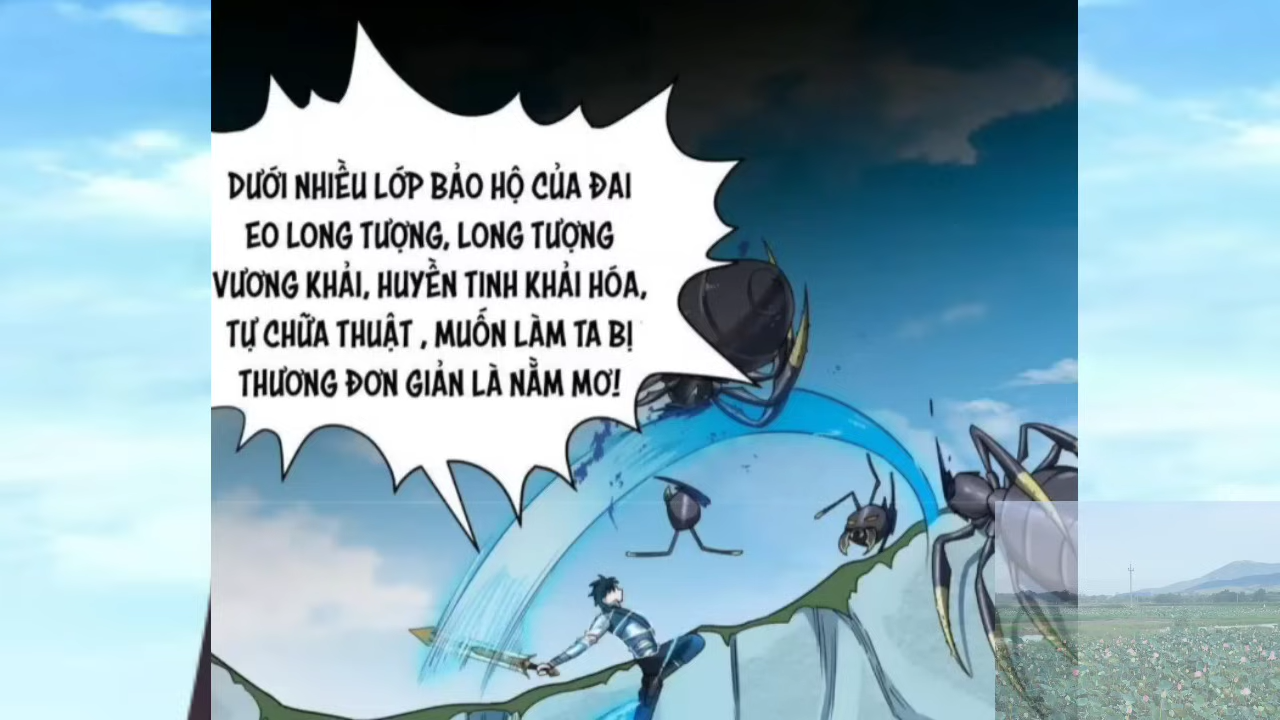 DƯỚI NHIỀU LỚP BẢO HỘ CỦA ĐAI
EO LONG TƯỢNG, LONG TƯỢNG
VƯƠNG KHẢI, HUYỀN TINH KHẢI HÓA,
TỰ CHỮA THUẬT , MUỐN LÀM TA BỊ
THƯƠNG ĐƠN GIẢN LÀ NẰM MƠ!